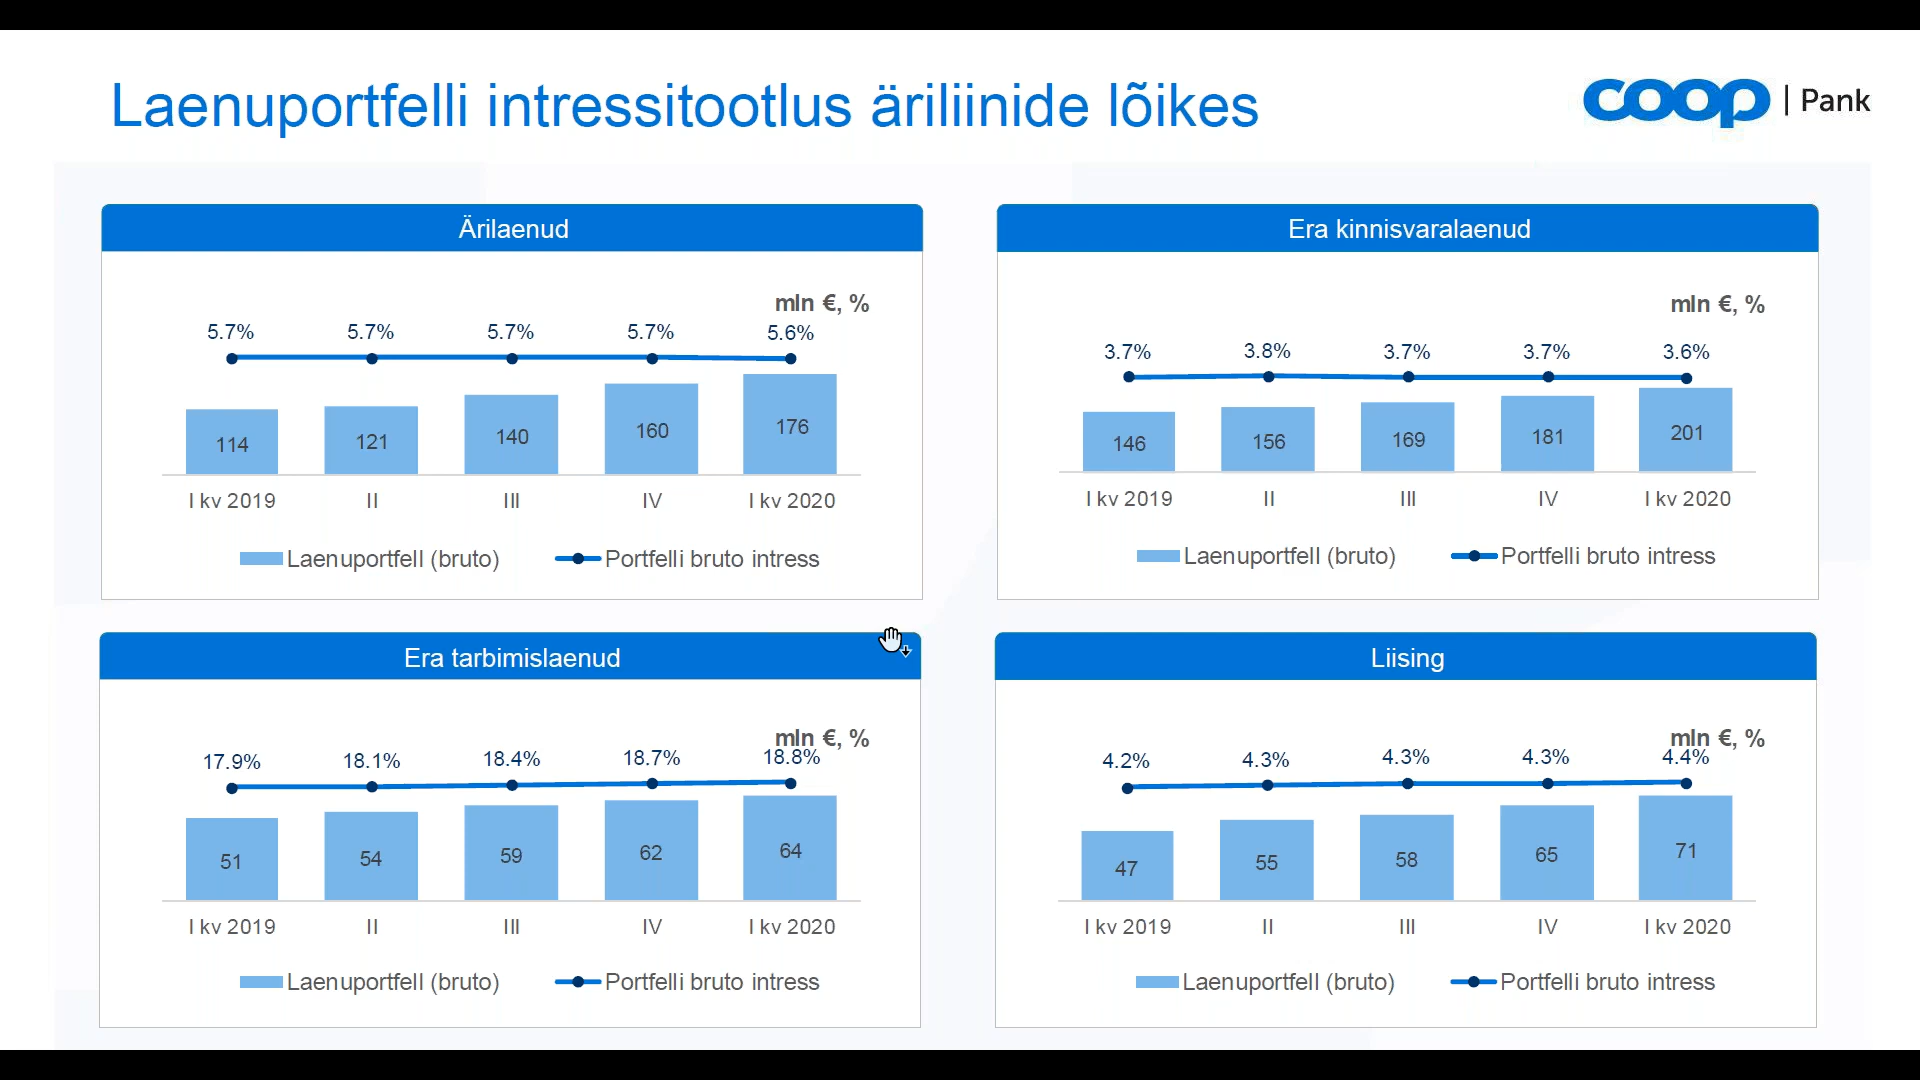 Laenuportfelli intressitootlus äriliinide lõikes
coop | Pank
Ärilaenud
mln €, %
5.7% 5.7% 5.7% 5.7% 5.6%
114 121 140 160 176
I kv 2019 II III IV I kv 2020
Laenuportfell (bruto) Portfelli bruto intress
Era kinnisvaralaenud
mln €, %
3.7% 3.8% 3.7% 3.7% 3.6%
146 156 169 181 201
I kv 2019 II III IV I kv 2020
Laenuportfell (bruto) Portfelli bruto intress
Era tarbimislaenud
mln €, %
17.9% 18.1% 18.4% 18.7% 18.8%
51 54 59 62 64
I kv 2019 II III IV I kv 2020
Laenuportfell (bruto) Portfelli bruto intress
Liising
mln €, %
4.2% 4.3% 4.3% 4.3% 4.4%
47 55 58 65 71
I kv 2019 II III IV I kv 2020
Laenuportfell (bruto) Portfelli bruto intress